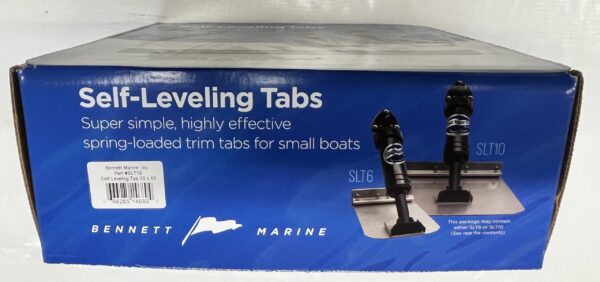 Self-Leveling Tabs
Super simple, highly effective
spring-loaded trim tabs for small boats
Bennett Marine, Inc.
Part #SLT10
Self-Leveling Tab 10 x 10
SLT6
SLT10
This package may contain
either SLT6 or SLT10
(See rear for contents)
BENNETT MARINE